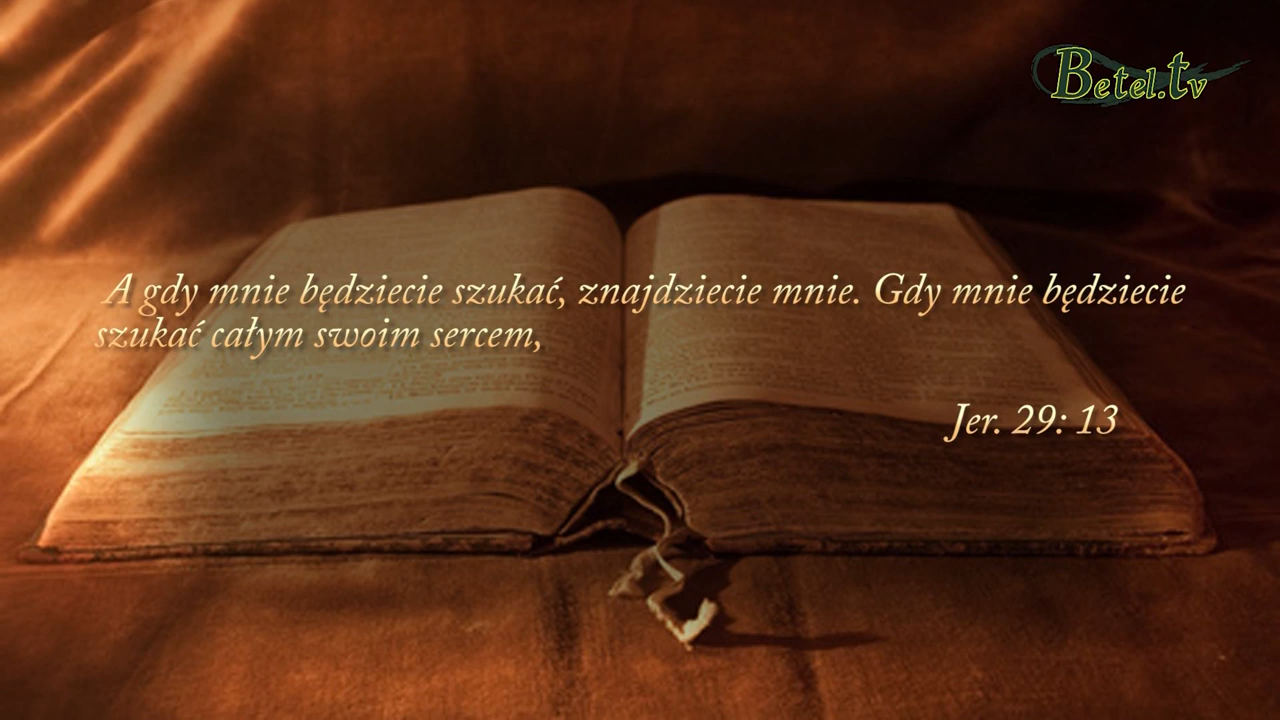 Betel.tv
A gdy mnie będziecie szukać, znajdziecie mnie. Gdy mnie będziecie
szukać całym swoim sercem,
Jer. 29: 13